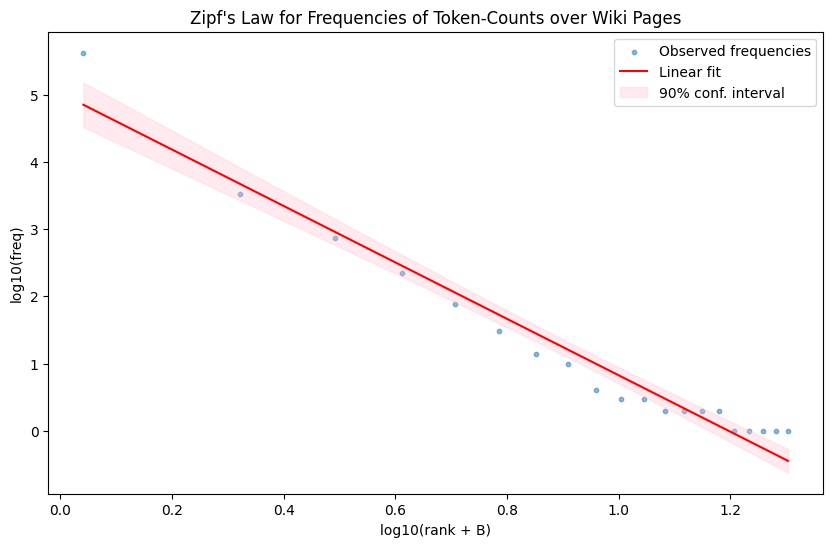 Zipf's Law for Frequencies of Token-Counts over Wiki Pages
Observed frequencies
Linear fit
90% conf. interval
log10(freq)
5
4
3
2
1
0
0.0 0.2 0.4 0.6 0.8 1.0 1.2
log10(rank + B)